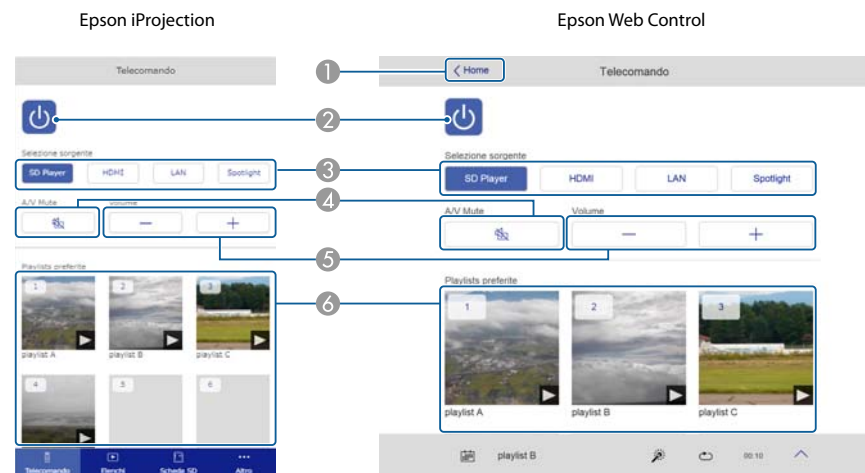 Epson iProjection
Epson Web Control
Telecomando
Selezione sorgente
SD Player HDMI LAN Spotlight
A/V Mute Volume
Playlists preferite
1 2 3
playlist A playlist B playlist C
4 5 6
Telecomando Elenchi Schede SD Altro
1
2
3
4
5
6
Home Telecomando
Selezione sorgente
SD Player HDMI LAN Spotlight
A/V Mute Volume
Playlists preferite
1 2 3
playlist A playlist B playlist C
playlist B 00:10